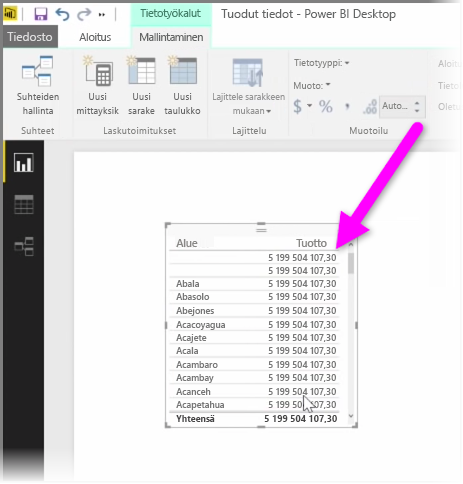 Tietotyökalut
Tuodut tiedot - Power BI Desktop
Tiedosto
Aloitus
Mallintaminen
Suhteiden
hallinta
Suhteet
Uusi
mittayksik
Uusi
sarake
Uusi
taulukko
Laskutoimitukset
Lajittele sarakkeen
mukaan
Lajittelu
Tietotyyppi:
Muoto:
$ % , .00 Auto...
Muotoilu
Alue Tuotto
5 199 504 107,30
5 199 504 107,30
Abala 5 199 504 107,30
Abasolo 5 199 504 107,30
Abejones 5 199 504 107,30
Acacoyagua 5 199 504 107,30
Acajete 5 199 504 107,30
Acala 5 199 504 107,30
Acambaro 5 199 504 107,30
Acambay 5 199 504 107,30
Acanceh 5 199 504 107,30
Acapetahua 5 199 504 107,30
Yhteensä 5 199 504 107,30